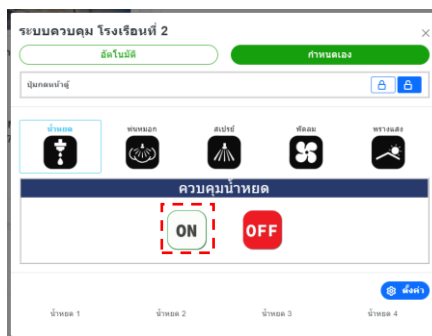 ระบบควบคุม โรงเรือนที่ 2
อัตโนมัติ กำหนดเอง
ปุ่มกดหน้าตู้
น้ำหยด พ่นหมอก สเปรย์ พัดลม พรางแสง
ควบคุมน้ำหยด
ON OFF
ตั้งค่า
น้ำหยด 1 น้ำหยด 2 น้ำหยด 3 น้ำหยด 4